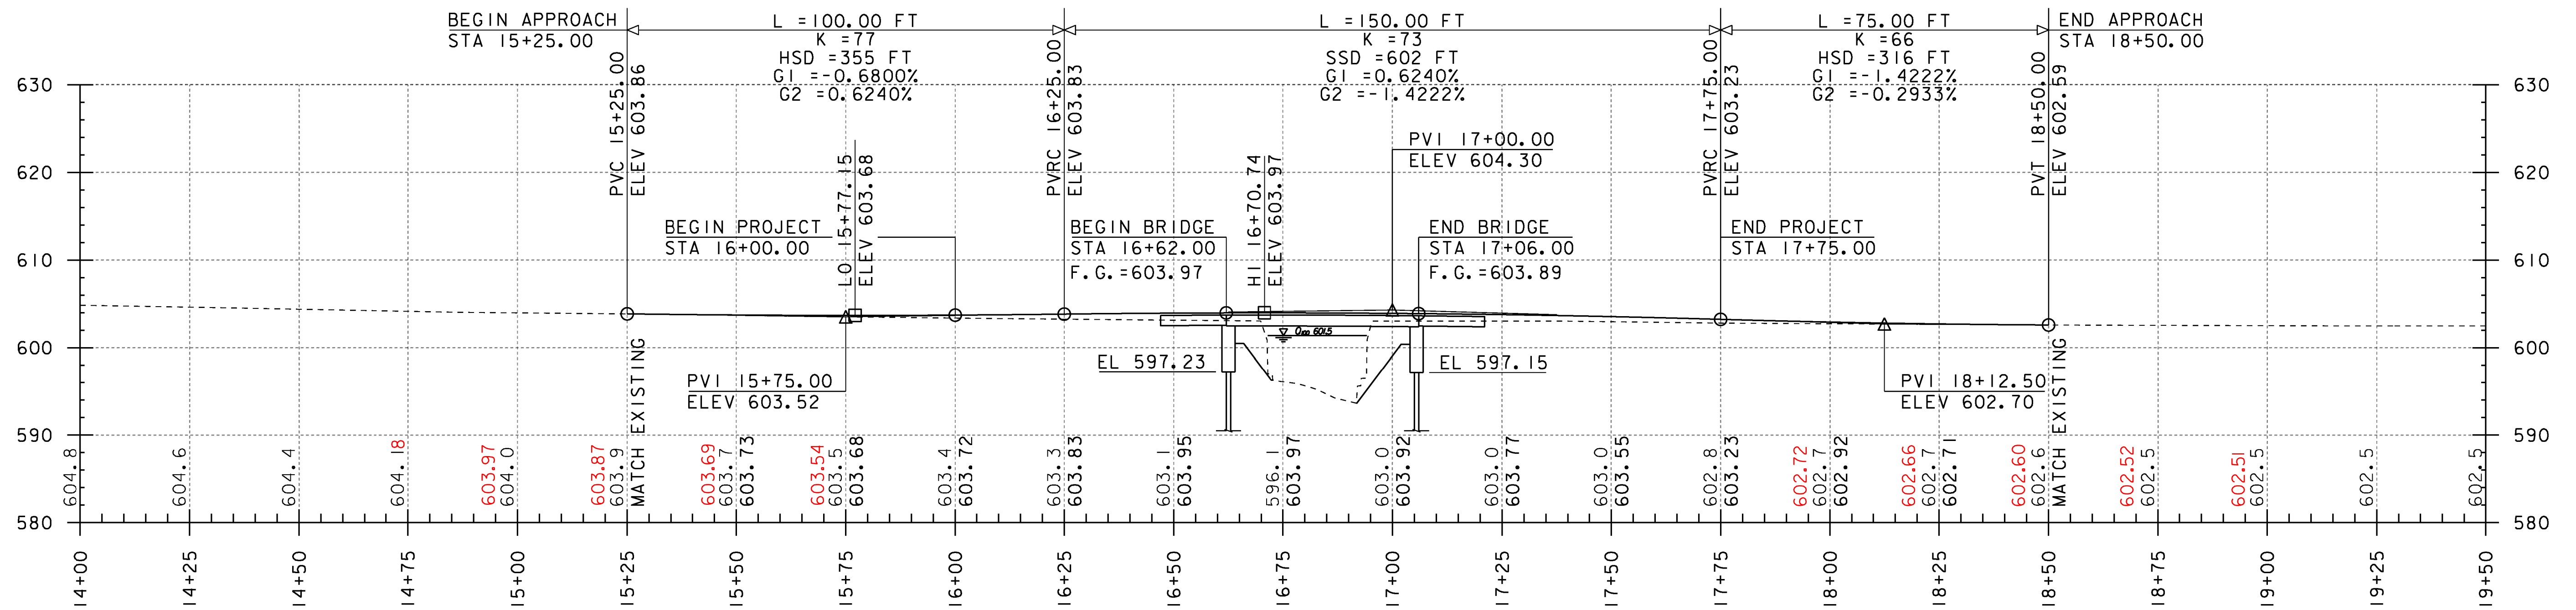 BEGIN APPROACH
STA 15+25.00
L =100.00 FT
K =77
HSD =355 FT
G1 =-0.6800%
G2 =0.6240%
L =150.00 FT
K =73
SSD =602 FT
G1 =0.6240%
G2 =-1.4222%
L =75.00 FT
K =66
HSD =316 FT
G1 =-1.4222%
G2 =-0.2933%
END APPROACH
STA 18+50.00
PVC 15+25.00
ELEV 603.86
PVRC 16+25.00
ELEV 603.83
PVRC 17+75.00
ELEV 603.23
PVT 18+50.00
ELEV 602.59
630
620
610
600
590
580
630
620
610
600
590
580
LO 15+77.15
ELEV 603.68
HI 16+70.74
ELEV 603.97
PVI 17+00.00
ELEV 604.30
BEGIN PROJECT
STA 16+00.00
BEGIN BRIDGE
STA 16+62.00
F.G.=603.97
END BRIDGE
STA 17+06.00
F.G.=603.89
END PROJECT
STA 17+75.00
EL 597.23
EL 597.15
PVI 15+75.00
ELEV 603.52
PVI 18+12.50
ELEV 602.70
MATCH EXISTING
MATCH EXISTING
604.8
604.6
604.4
604.18
603.97
604.0
603.87
603.9
603.69
603.7
603.73
603.54
603.5
603.68
603.4
603.72
603.3
603.83
603.1
603.95
596.1
603.97
603.0
603.92
603.0
603.77
603.0
603.55
602.8
603.23
602.72
602.7
602.92
602.66
602.7
602.71
602.60
602.6
602.52
602.5
602.51
602.5
602.5
602.5
14+00
14+25
14+50
14+75
15+00
15+25
15+50
15+75
16+00
16+25
16+50
16+75
17+00
17+25
17+50
17+75
18+00
18+25
18+50
18+75
19+00
19+25
19+50